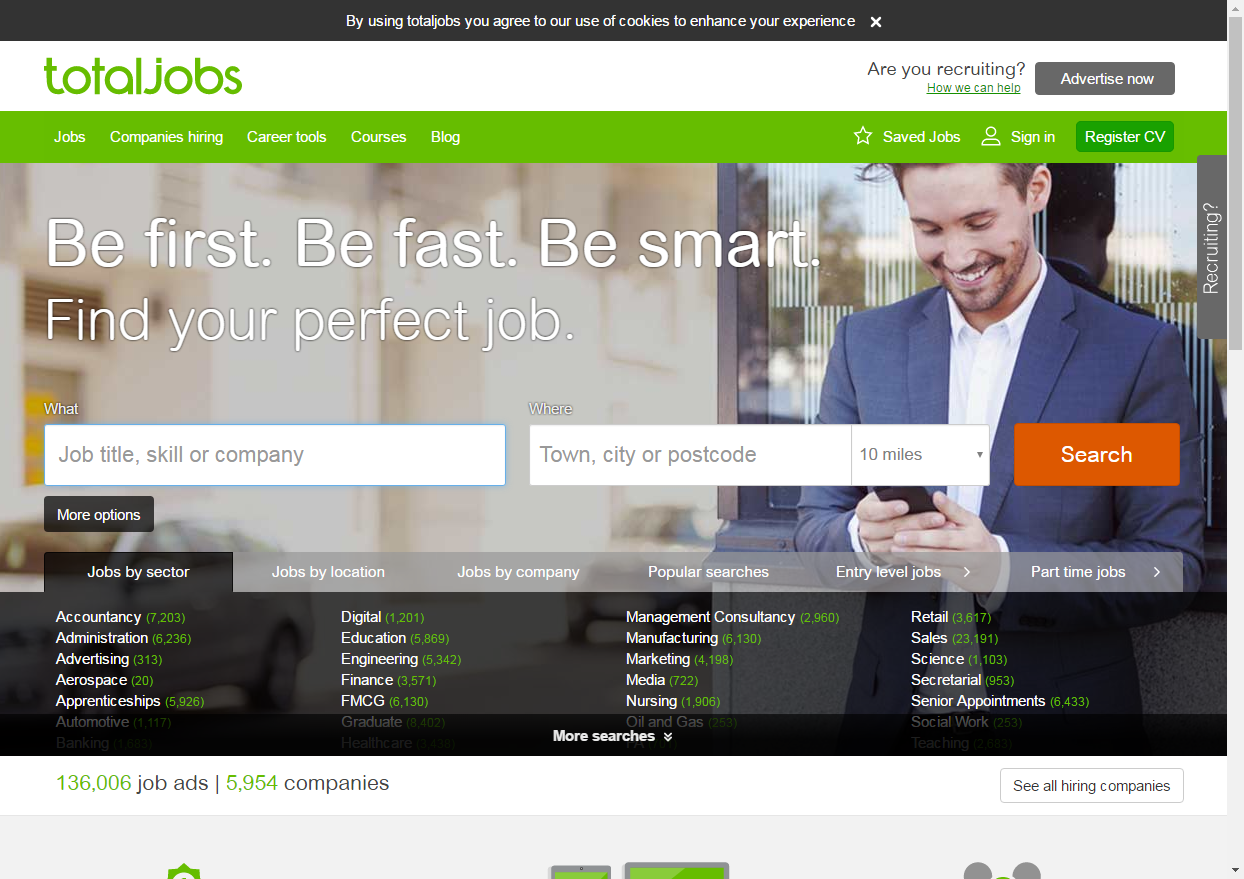 By using totaljobs you agree to our use of cookies to enhance your experience ×
totaljobs
Are you recruiting?
How we can help
Advertise now
Jobs Companies hiring Career tools Courses Blog Saved Jobs Sign in Register CV
Recruiting?
Be first. Be fast. Be smart.
Find your perfect job.
What Where
Job title, skill or company Town, city or postcode 10 miles Search
More options
Jobs by sector Jobs by location Jobs by company Popular searches Entry level jobs Part time jobs
Accountancy (7,203) Digital (1,201) Management Consultancy (2,960) Retail (3,617)
Administration (6,236) Education (5,869) Manufacturing (6,130) Sales (23,191)
Advertising (313) Engineering (5,342) Marketing (4,198) Science (1,103)
Aerospace (20) Finance (3,571) Media (722) Secretarial (953)
Apprenticeships (5,926) FMCG (6,130) Nursing (1,906) Senior Appointments (6,433)
Automotive (1,117) Graduate (8,402) Oil and Gas (253) Social Work (253)
Banking (1,683) Healthcare (3,438) Teaching (2,683)
More searches
136,006 job ads | 5,954 companies
See all hiring companies